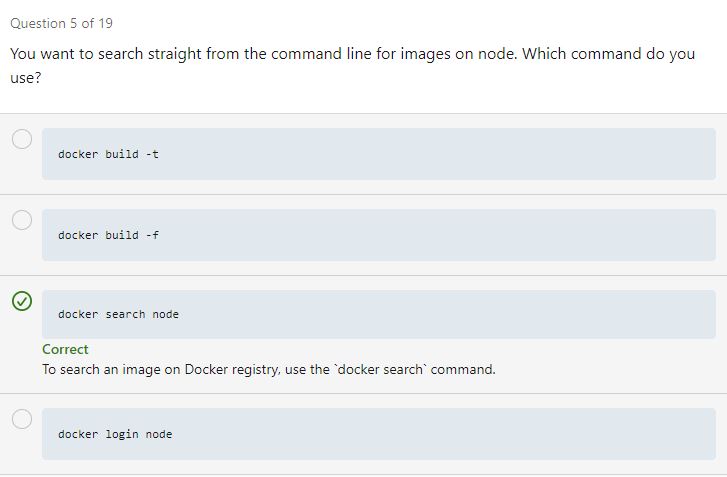 Question 5 of 19
You want to search straight from the command line for images on node. Which command do you
use?
docker build -t
docker build -f
docker search node
Correct
To search an image on Docker registry, use the `docker search` command.
docker login node